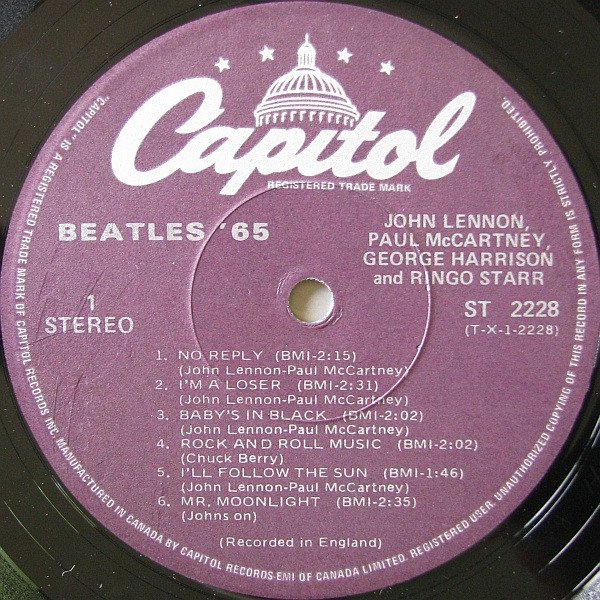 Capitol
REGISTERED TRADE MARK
BEATLES '65
JOHN LENNON,
PAUL McCARTNEY,
GEORGE HARRISON
and RINGO STARR
1
STEREO
ST 2228
(T-X-1-2228)
1. NO REPLY (BMI-2:15)
(John Lennon-Paul McCartney)
2. I'M A LOSER (BMI-2:31)
(John Lennon-Paul McCartney)
3. BABY'S IN BLACK (BMI-2:02)
(John Lennon-Paul McCartney)
4. ROCK AND ROLL MUSIC (BMI-2:02)
(Chuck Berry)
5. I'LL FOLLOW THE SUN (BMI-1:46)
(John Lennon-Paul McCartney)
6. MR. MOONLIGHT (BMI-2:35)
(Johns on)
(Recorded in England)
"CAPITOL" IS A REGISTERED TRADE MARK OF CAPITOL RECORDS INC. MANUFACTURED IN CANADA BY CAPITOL RECORDS-EMI OF CANADA LIMITED. REGISTERED USER. UNAUTHORIZED COPYING OF THIS RECORD IN ANY FORM IS STRICTLY PROHIBITED.